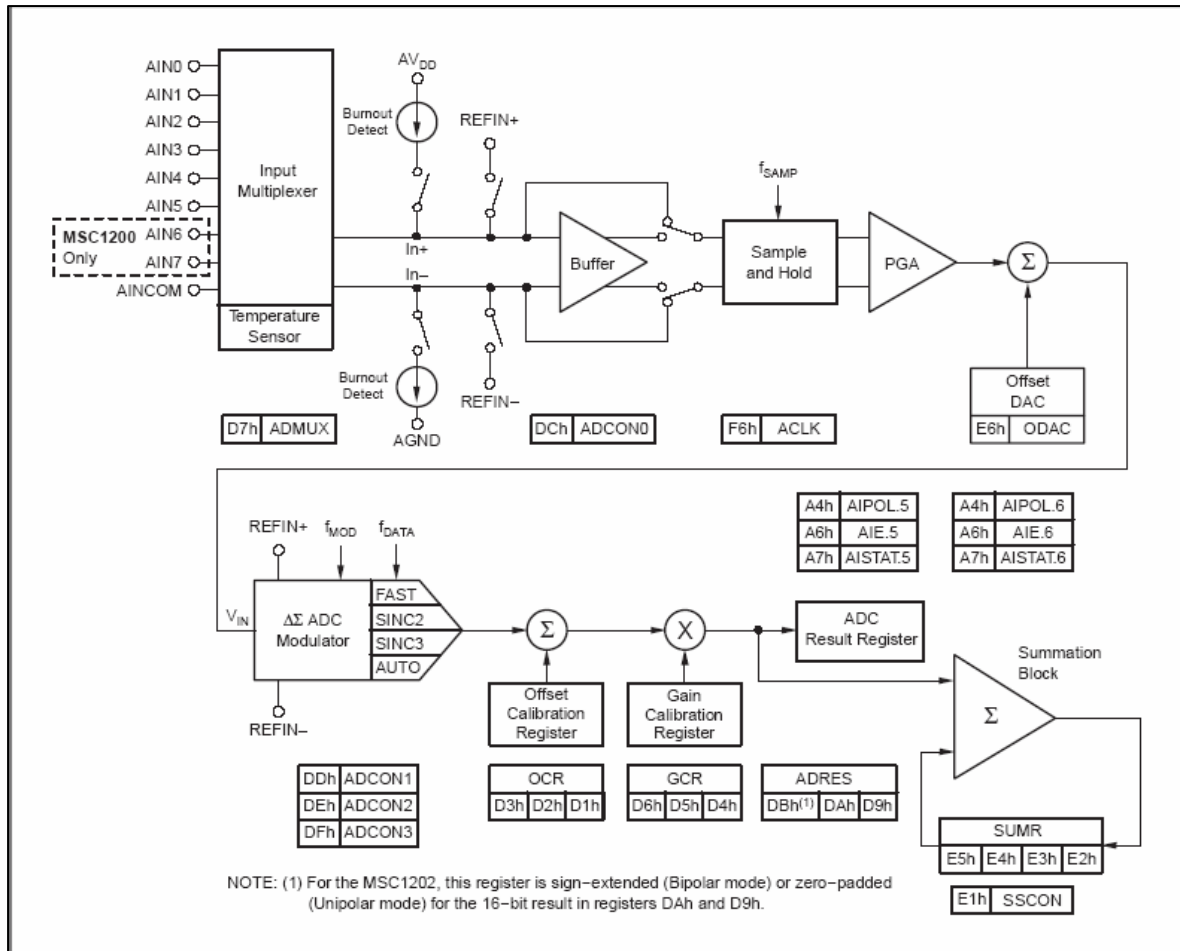 AIN0
AIN1
AIN2
AIN3
AIN4
AIN5
MSC1200
Only
AIN6
AIN7
AINCOM
Input
Multiplexer
Temperature
Sensor
AVDD
Burnout
Detect
REFIN+
In+
In−
Burnout
Detect
REFIN−
AGND
Buffer
fSAMP
Sample
and Hold
PGA
Σ
Offset
DAC
E6h ODAC
D7h ADMUX
DCh ADCON0
F6h ACLK
A4h AIPOL.5
A6h AIE.5
A7h AISTAT.5
A4h AIPOL.6
A6h AIE.6
A7h AISTAT.6
REFIN+
fMOD
fDATA
VIN
ΔΣ ADC
Modulator
FAST
SINC2
SINC3
AUTO
REFIN−
Σ
X
ADC
Result Register
Offset
Calibration
Register
Gain
Calibration
Register
Summation
Block
Σ
DDh ADCON1
DEh ADCON2
DFh ADCON3
OCR
D3h D2h D1h
GCR
D6h D5h D4h
ADRES
DBh(1) DAh D9h
SUMR
E5h E4h E3h E2h
E1h SSCON
NOTE: (1) For the MSC1202, this register is sign−extended (Bipolar mode) or zero−padded
(Unipolar mode) for the 16−bit result in registers DAh and D9h.